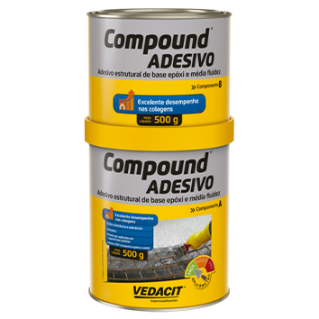 Compound
ADESIVO
Adesivo estrutural de base epóxi e média fluidez
>> Componente B
Excelente desempenho
nas colagens
500 g
Compound
ADESIVO
Adesivo estrutural de base epóxi e média fluidez
>> Componente A
Excelente desempenho
nas colagens
500 g
VEDACIT